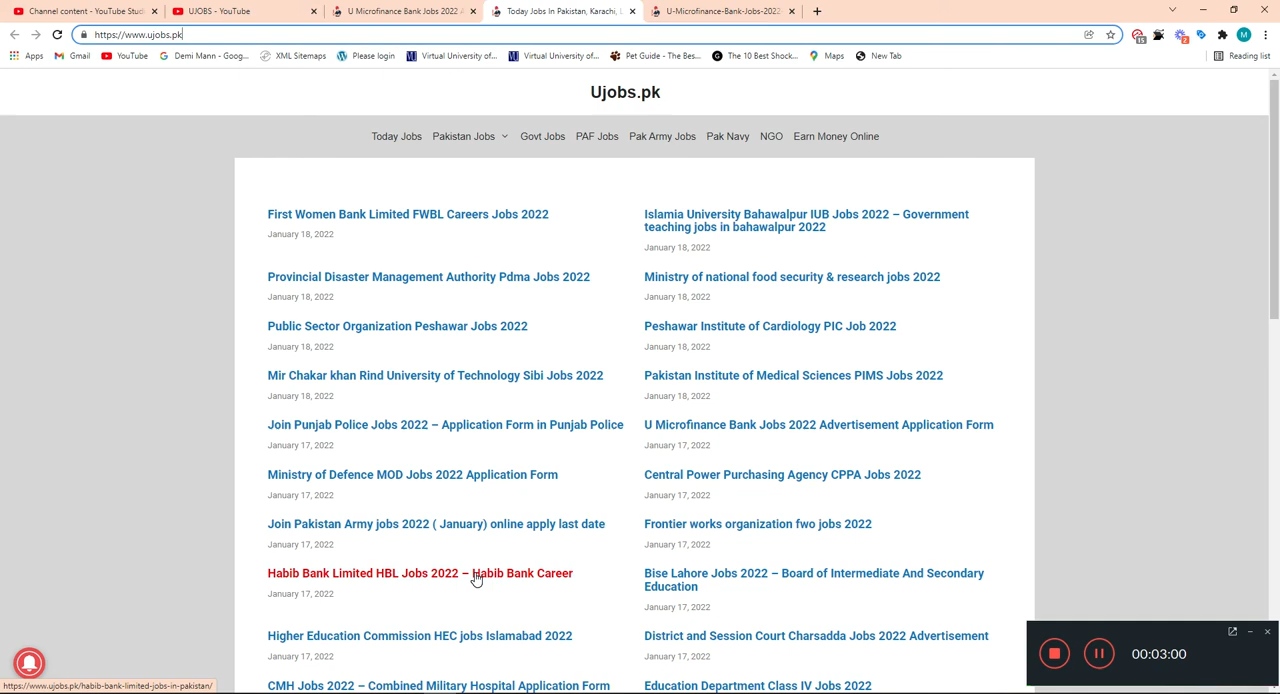 Channel content - YouTube Stud
UJOBS - YouTube
U Microfinance Bank Jobs 2022 A
Today Jobs In Pakistan, Karachi, L
U-Microfinance-Bank-Jobs-2022-
https://www.ujobs.pk
15
2
M
Apps
Gmail
YouTube
Demi Mann - Goog...
XML Sitemaps
Please login
Virtual University of...
Virtual University of...
Pet Guide - The Bes...
The 10 Best Shock...
Maps
New Tab
Reading list
Ujobs.pk
Today Jobs
Pakistan Jobs
Govt Jobs
PAF Jobs
Pak Army Jobs
Pak Navy
NGO
Earn Money Online
First Women Bank Limited FWBL Careers Jobs 2022
January 18, 2022
Islamia University Bahawalpur IUB Jobs 2022 – Government
teaching jobs in bahawalpur 2022
January 18, 2022
Provincial Disaster Management Authority Pdma Jobs 2022
January 18, 2022
Ministry of national food security & research jobs 2022
January 18, 2022
Public Sector Organization Peshawar Jobs 2022
January 18, 2022
Peshawar Institute of Cardiology PIC Job 2022
January 18, 2022
Mir Chakar khan Rind University of Technology Sibi Jobs 2022
January 18, 2022
Pakistan Institute of Medical Sciences PIMS Jobs 2022
January 18, 2022
Join Punjab Police Jobs 2022 – Application Form in Punjab Police
January 17, 2022
U Microfinance Bank Jobs 2022 Advertisement Application Form
January 17, 2022
Ministry of Defence MOD Jobs 2022 Application Form
January 17, 2022
Central Power Purchasing Agency CPPA Jobs 2022
January 17, 2022
Join Pakistan Army jobs 2022 ( January) online apply last date
January 17, 2022
Frontier works organization fwo jobs 2022
January 17, 2022
Habib Bank Limited HBL Jobs 2022 – Habib Bank Career
January 17, 2022
Bise Lahore Jobs 2022 – Board of Intermediate And Secondary
Education
January 17, 2022
Higher Education Commission HEC jobs Islamabad 2022
January 17, 2022
District and Session Court Charsadda Jobs 2022 Advertisement
January 17, 2022
CMH Jobs 2022 – Combined Military Hospital Application Form
Education Department Class IV Jobs 2022
00:03:00
https://www.ujobs.pk/habib-bank-limited-jobs-in-pakistan/